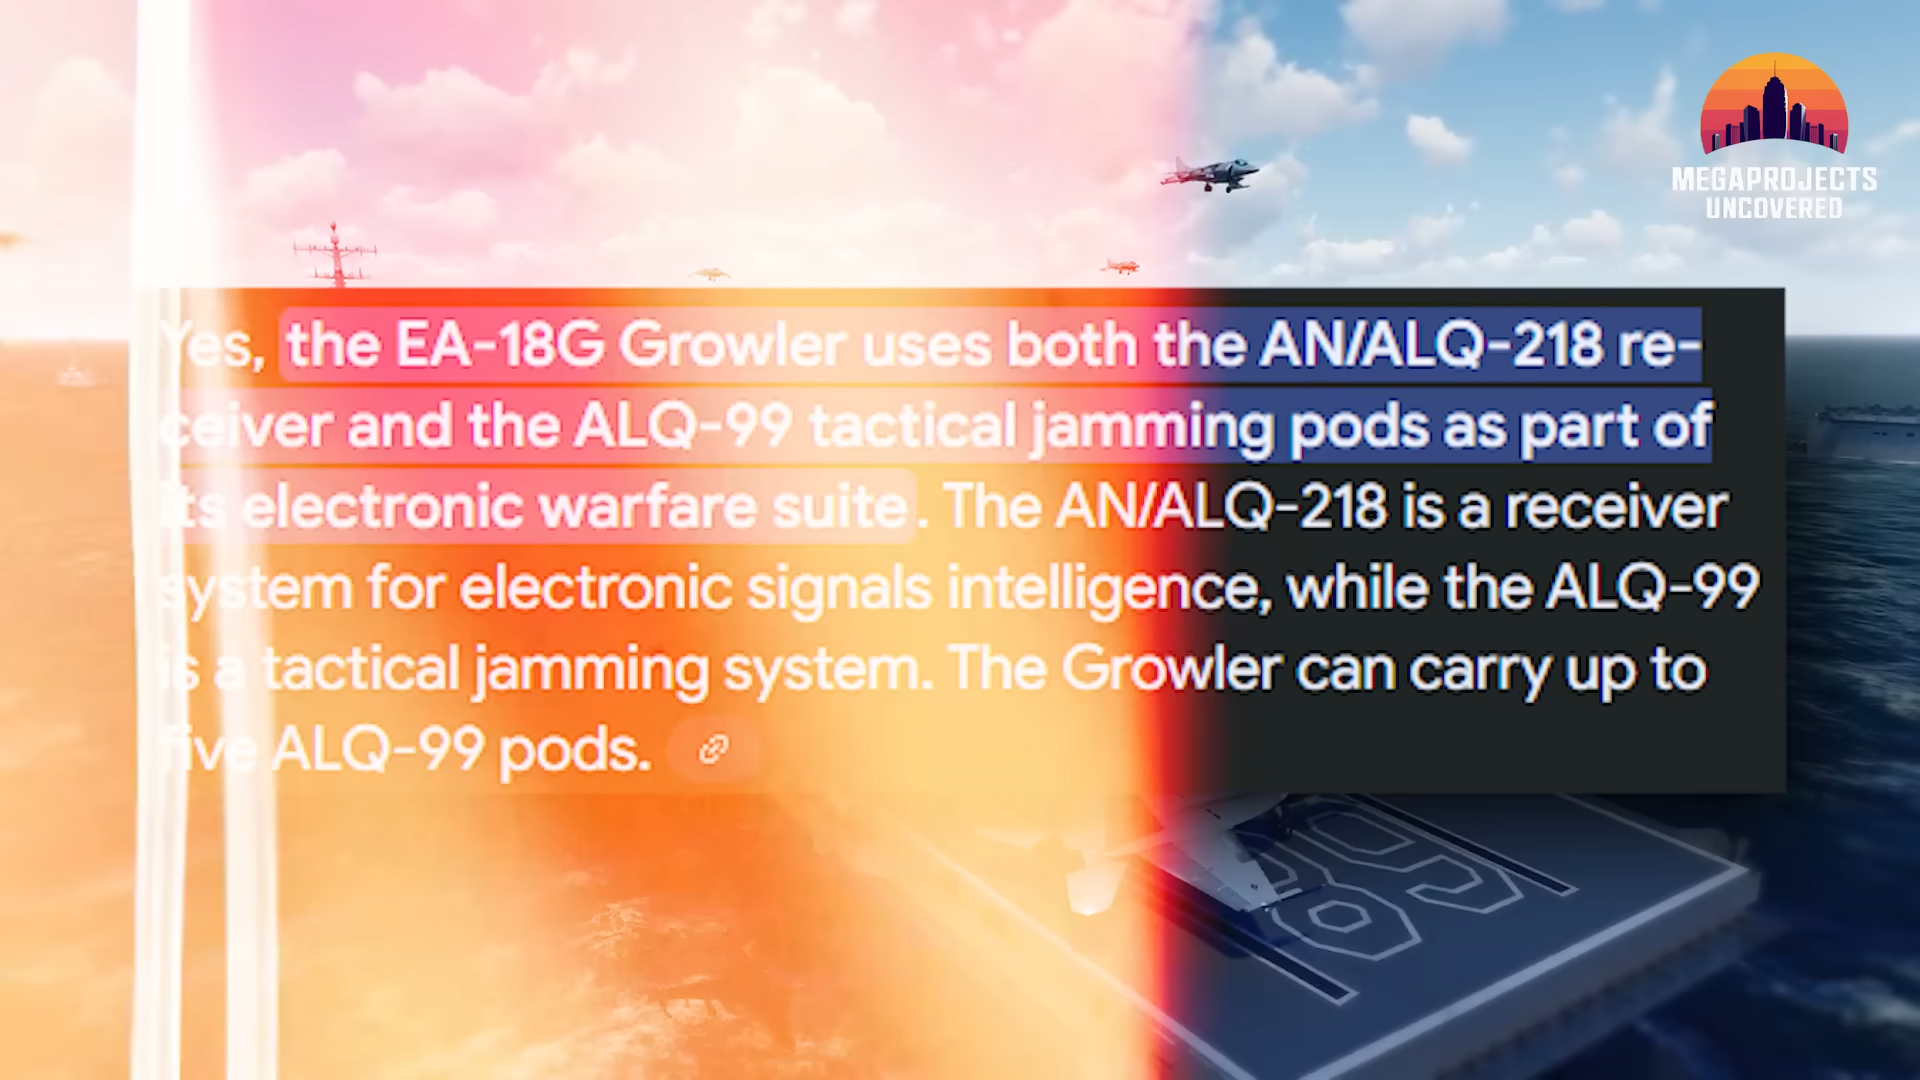 MEGAPROJECTS
UNCOVERED
Yes, the EA-18G Growler uses both the AN/ALQ-218 re-
ceiver and the ALQ-99 tactical jamming pods as part of
its electronic warfare suite. The AN/ALQ-218 is a receiver
system for electronic signals intelligence, while the ALQ-99
is a tactical jamming system. The Growler can carry up to
five ALQ-99 pods.